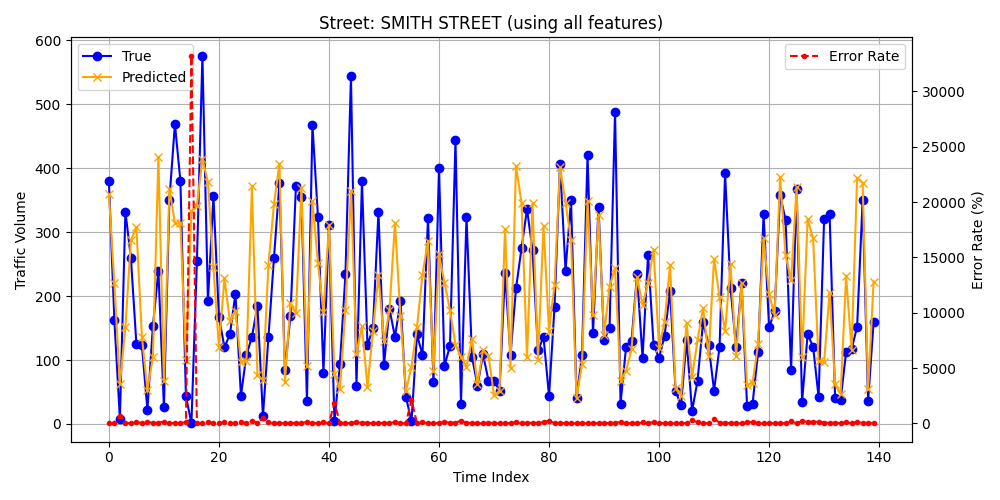 Street: SMITH STREET (using all features)
True
Predicted
Error Rate
600
500
400
300
200
100
0
Traffic Volume
30000
25000
20000
15000
10000
5000
0
Error Rate (%)
0 20 40 60 80 100 120 140
Time Index